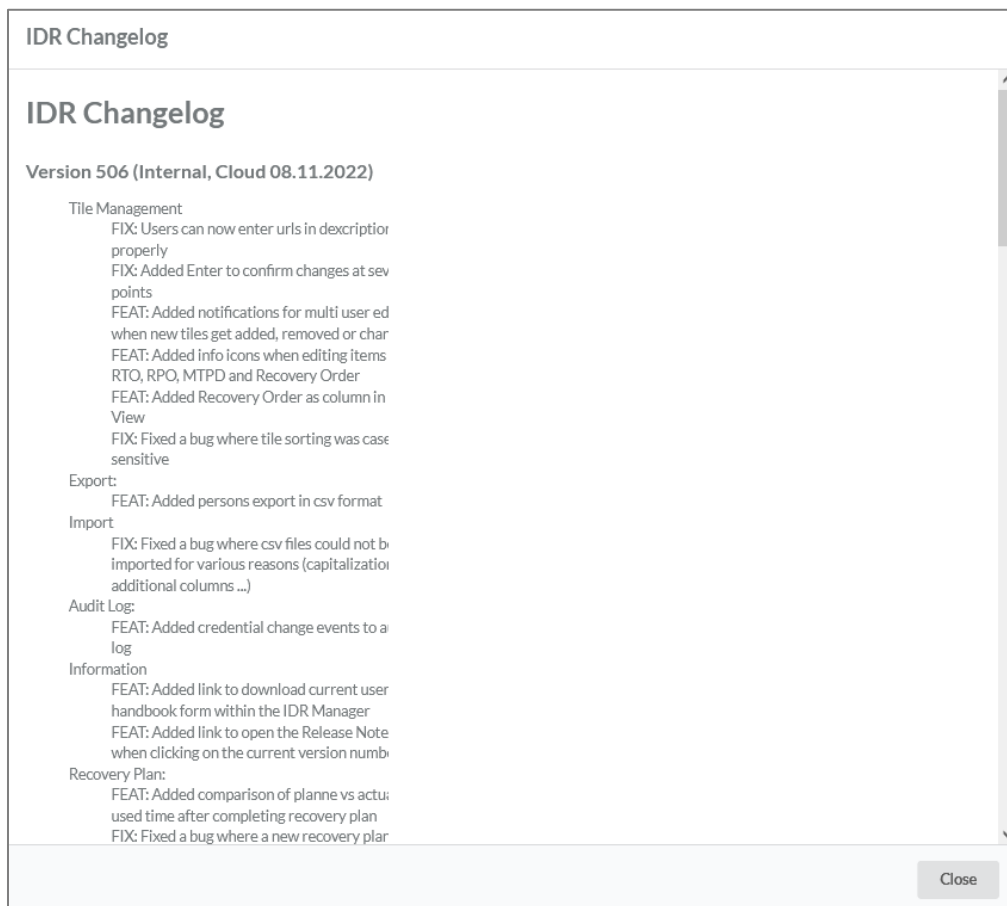 IDR Changelog
IDR Changelog
Version 506 (Internal, Cloud 08.11.2022)
Tile Management
FIX: Users can now enter urls in dexcription
properly
FIX: Added Enter to confirm changes at sev
points
FEAT: Added notifications for multi user ed
when new tiles get added, removed or char
FEAT: Added info icons when editing items
RTO, RPO, MTPD and Recovery Order
FEAT: Added Recovery Order as column in
View
FIX: Fixed a bug where tile sorting was case
sensitive
Export:
FEAT: Added persons export in csv format
Import
FIX: Fixed a bug where csv files could not b
imported for various reasons (capitalization
additional columns ...)
Audit Log:
FEAT: Added credential change events to a
log
Information
FEAT: Added link to download current user
handbook form within the IDR Manager
FEAT: Added link to open the Release Note
when clicking on the current version numb
Recovery Plan:
FEAT: Added comparison of planne vs actua
used time after completing recovery plan
FIX: Fixed a bug where a new recovery plan
Close